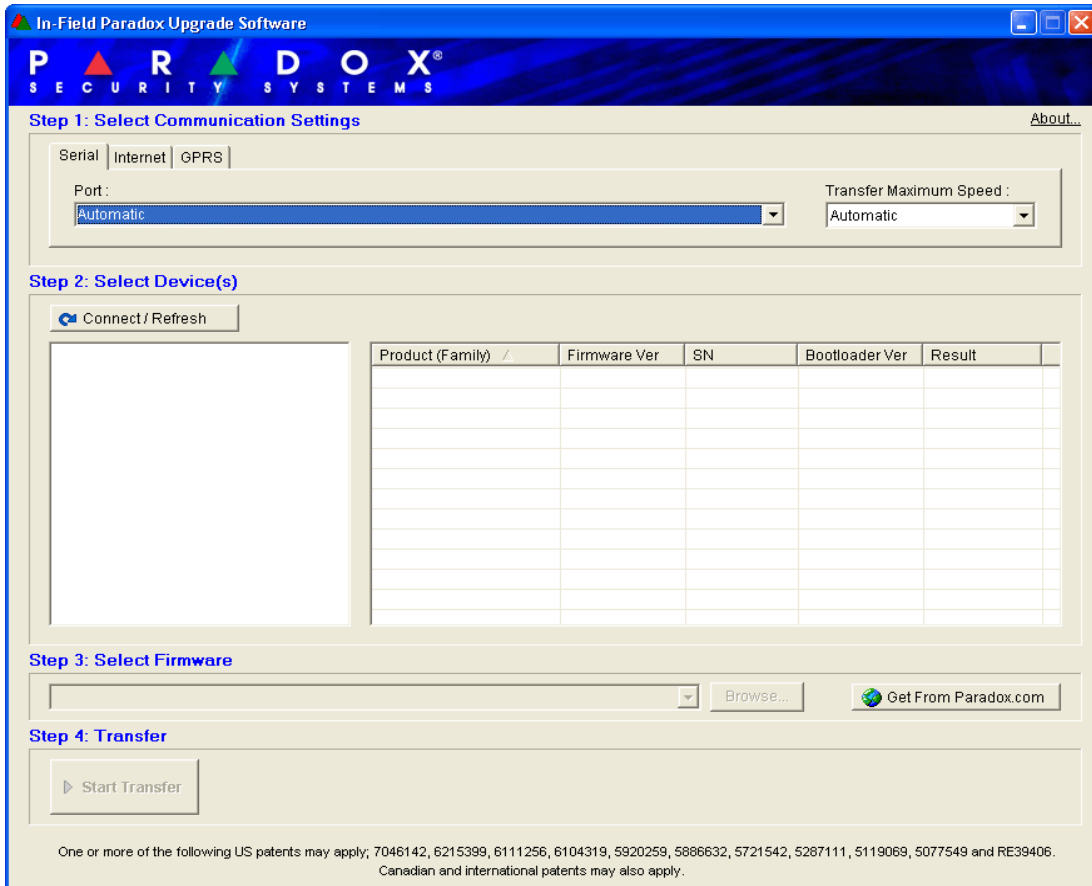 In-Field Paradox Upgrade Software
PARADOX®
SECURITY SYSTEMS
Step 1: Select Communication Settings
About...
Serial Internet GPRS
Port :
Transfer Maximum Speed :
Automatic
Automatic
Step 2: Select Device(s)
Connect / Refresh
Product (Family) Firmware Ver SN Bootloader Ver Result
Step 3: Select Firmware
Browse...
Get From Paradox.com
Step 4: Transfer
Start Transfer
One or more of the following US patents may apply; 7046142, 6215399, 6111256, 6104319, 5920259, 5886632, 5721542, 5287111, 5119069, 5077549 and RE39406.
Canadian and international patents may also apply.